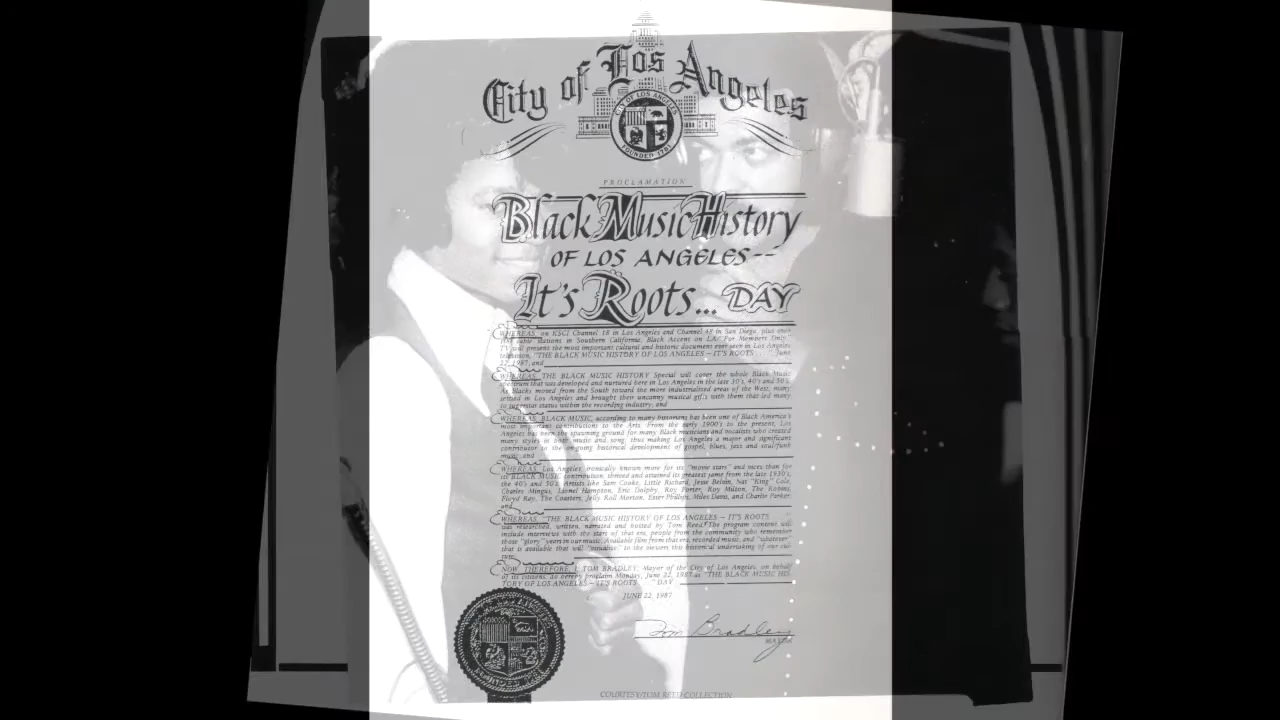 City of Los Angeles
CITY OF LOS ANGELES
FOUNDED 1781
PROCLAMATION
Black Music History
OF LOS ANGELES--
It's Roots... DAY
WHEREAS, on KSCI Channel 18 in Los Angeles and Channel 48 in San Diego, plus over
cable stations in Southern California, Black Access on LA/ For Members Only"
TV will present the most important cultural and historic document ever seen in Los Angeles
television, "THE BLACK MUSIC HISTORY OF LOS ANGELES — IT'S ROOTS . . ." June
22, 1987; and
WHEREAS, THE BLACK MUSIC HISTORY Special will cover the whole Black Music
spectrum that was developed and nurtured here in Los Angeles in the late 30's, 40's and 50's.
As Blacks moved from the South toward the more industrialized areas of the West, many
settled in Los Angeles and brought their uncanny musical gifts with them that led many
to superstar status within the recording industry; and
WHEREAS, BLACK MUSIC, according to many historians has been one of Black America's
most important contributions to the Arts. From the early 1900's to the present, Los
Angeles has been the spawning ground for many Black musicians and vocalists who created
many styles in both music and song, thus making Los Angeles a major and significant
contributor to the on-going historical development of gospel, blues, jazz and soul/funk
music; and
WHEREAS, Los Angeles, ironically known more for its "movie stars" and races than for
its BLACK MUSIC contribution, thrived and attained its greatest fame from the late 1930's,
the 40's and 50's. Artists like Sam Cooke, Little Richard, Jesse Belvin, Nat "King" Cole,
Charles Mingus, Lionel Hampton, Eric Dolphy, Roy Porter, Roy Milton, The Robins,
Floyd Ray, The Coasters, Jelly Roll Morton, Ester Phillips, Miles Davis, and Charlie Parker;
and
WHEREAS, "THE BLACK MUSIC HISTORY OF LOS ANGELES — IT'S ROOTS
was researched, written, narrated and hosted by Tom Reed. The program content will
include interviews with the stars of that era, people from the community who remember
those "glory" years in our music. Available film from that era, recorded music, and "whatever"
that is available that will "visualize" to the viewers this historical undertaking of our cul-
ture;
NOW, THEREFORE, I, TOM BRADLEY, Mayor of the City of Los Angeles, on behalf
of its citizens, do hereby proclaim Monday, June 22, 1987 as "THE BLACK MUSIC HIS-
TORY OF LOS ANGELES — IT'S ROOTS . . ." DAY
JUNE 22, 1987
Tom Bradley
MAYOR
COURTESY/TOM REED COLLECTION